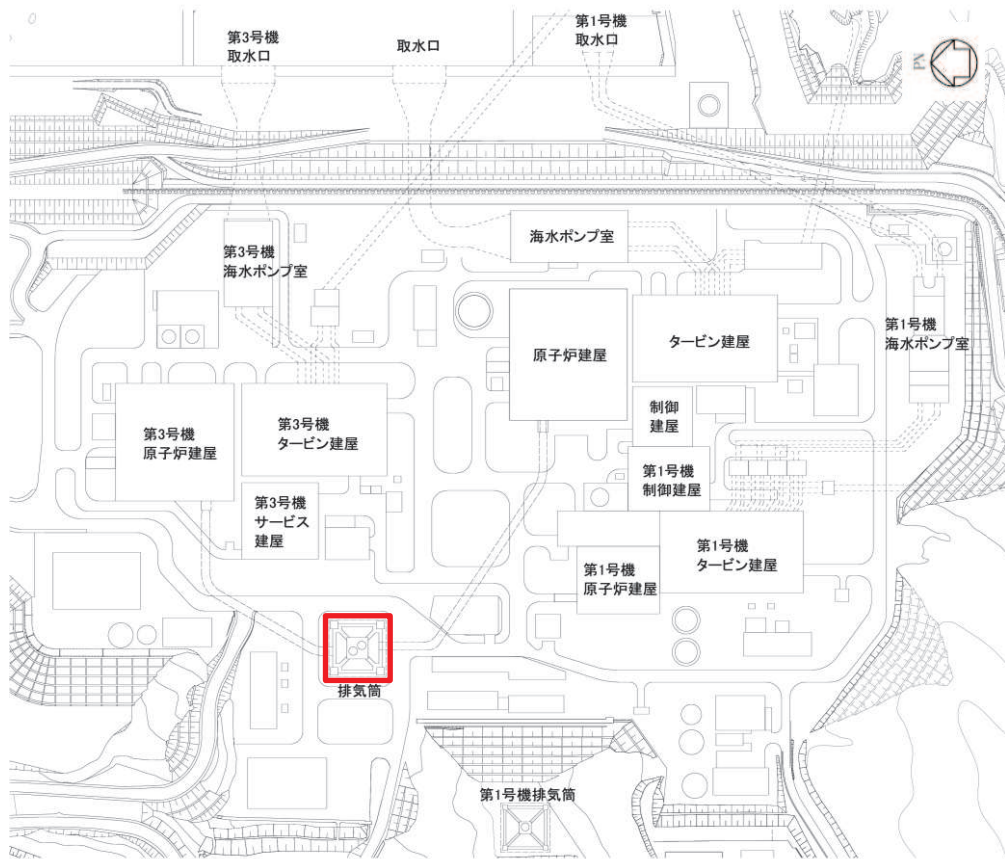 第3号機
取水口
取水口
第1号機
取水口
PN
海水ポンプ室
第3号機
海水ポンプ室
原子炉建屋
タービン建屋
第1号機
海水ポンプ室
制御
建屋
第3号機
原子炉建屋
第3号機
タービン建屋
第1号機
制御建屋
第3号機
サービス
建屋
第1号機
原子炉建屋
第1号機
タービン建屋
排気筒
第1号機排気筒